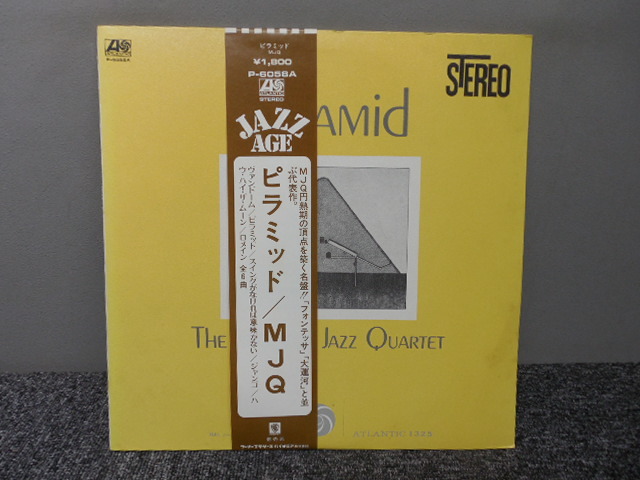 P-6058A
ピラミッド
MJQ
¥1,800
P-6058A
ATLANTIC
STEREO
JAZZ
AGE
STEREO
amid
MJQ円熟期の頂点を築く名盤!!「フォンテッサ」「大運河」と並
ぶ代表作。
ピラミッド/MJQ
ヴァンドーム/ピラミッド/スイングがなければ意味がない/ジャンゴ/ハ
ウ・ハイ・ザ・ムーン/ロメイン 全6曲
The Jazz Quartet
ATLANTIC 1325